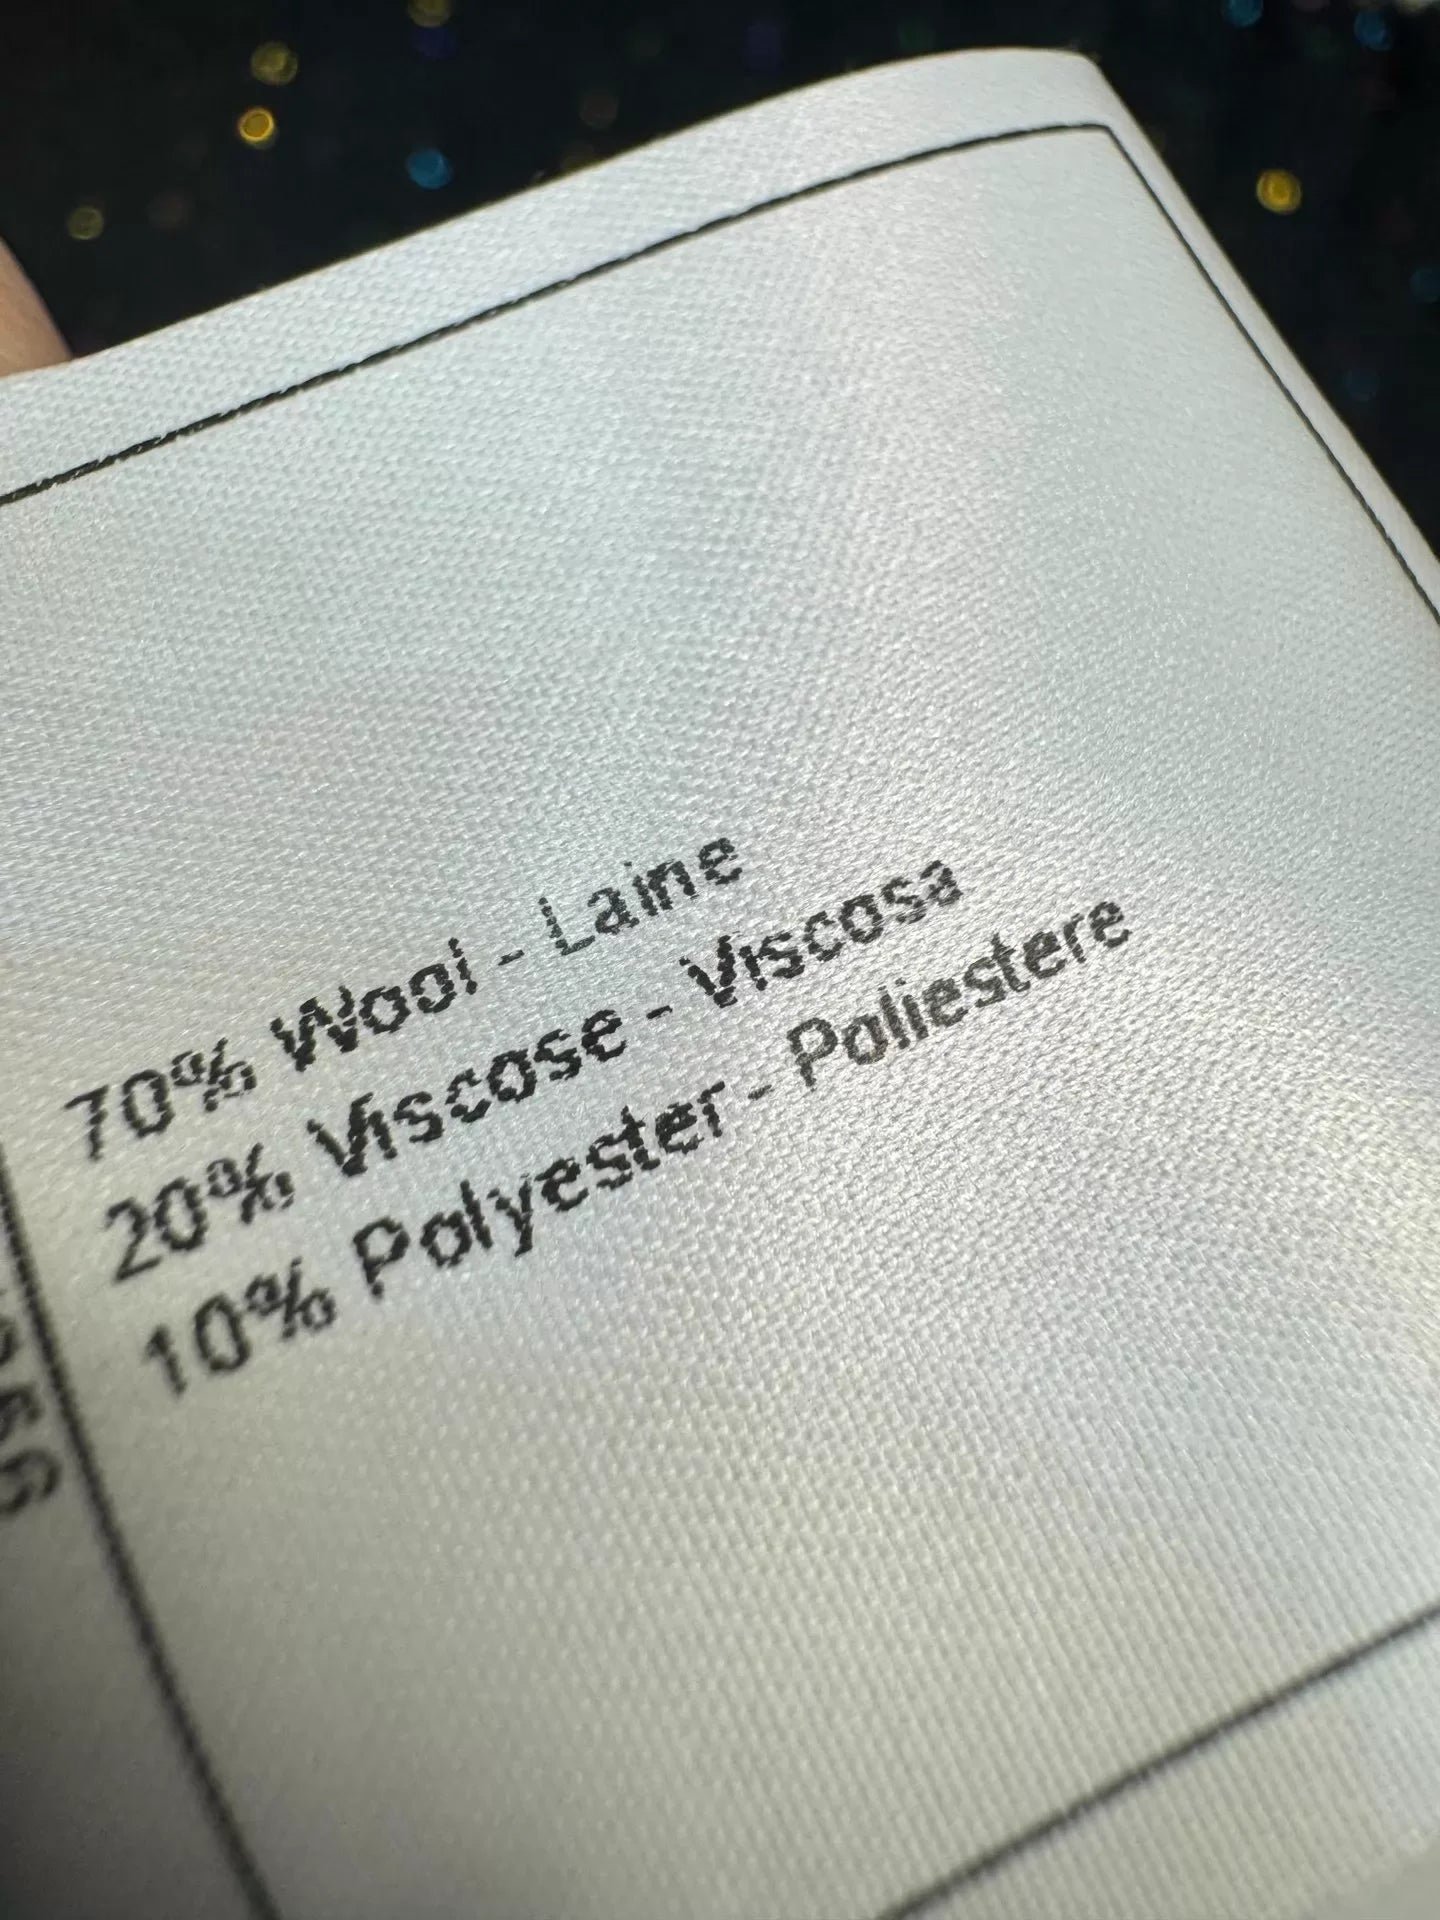 70% Wool - Laine
20% Viscose - Viscosa
10% Polyester - Poliestere